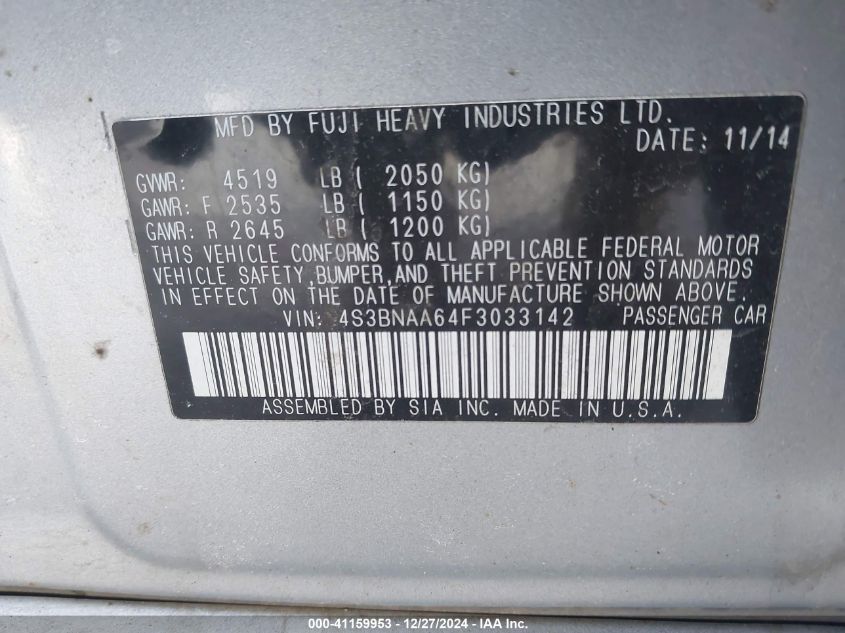 MFD BY FUJI HEAVY INDUSTRIES LTD.
DATE: 11/14
GVWR: 4519 LB ( 2050 KG)
GAWR: F 2535 LB ( 1150 KG)
GAWR: R 2645 LB ( 1200 KG)
THIS VEHICLE CONFORMS TO ALL APPLICABLE FEDERAL MOTOR
VEHICLE SAFETY,BUMPER,AND THEFT PREVENTION STANDARDS
IN EFFECT ON THE DATE OF MANUFACTURE SHOWN ABOVE.
VIN: 4S3BNAA64F3033142 PASSENGER CAR
ASSEMBLED BY SIA INC. MADE IN U.S.A.
000-41159953 - 12/27/2024 - IAA Inc.